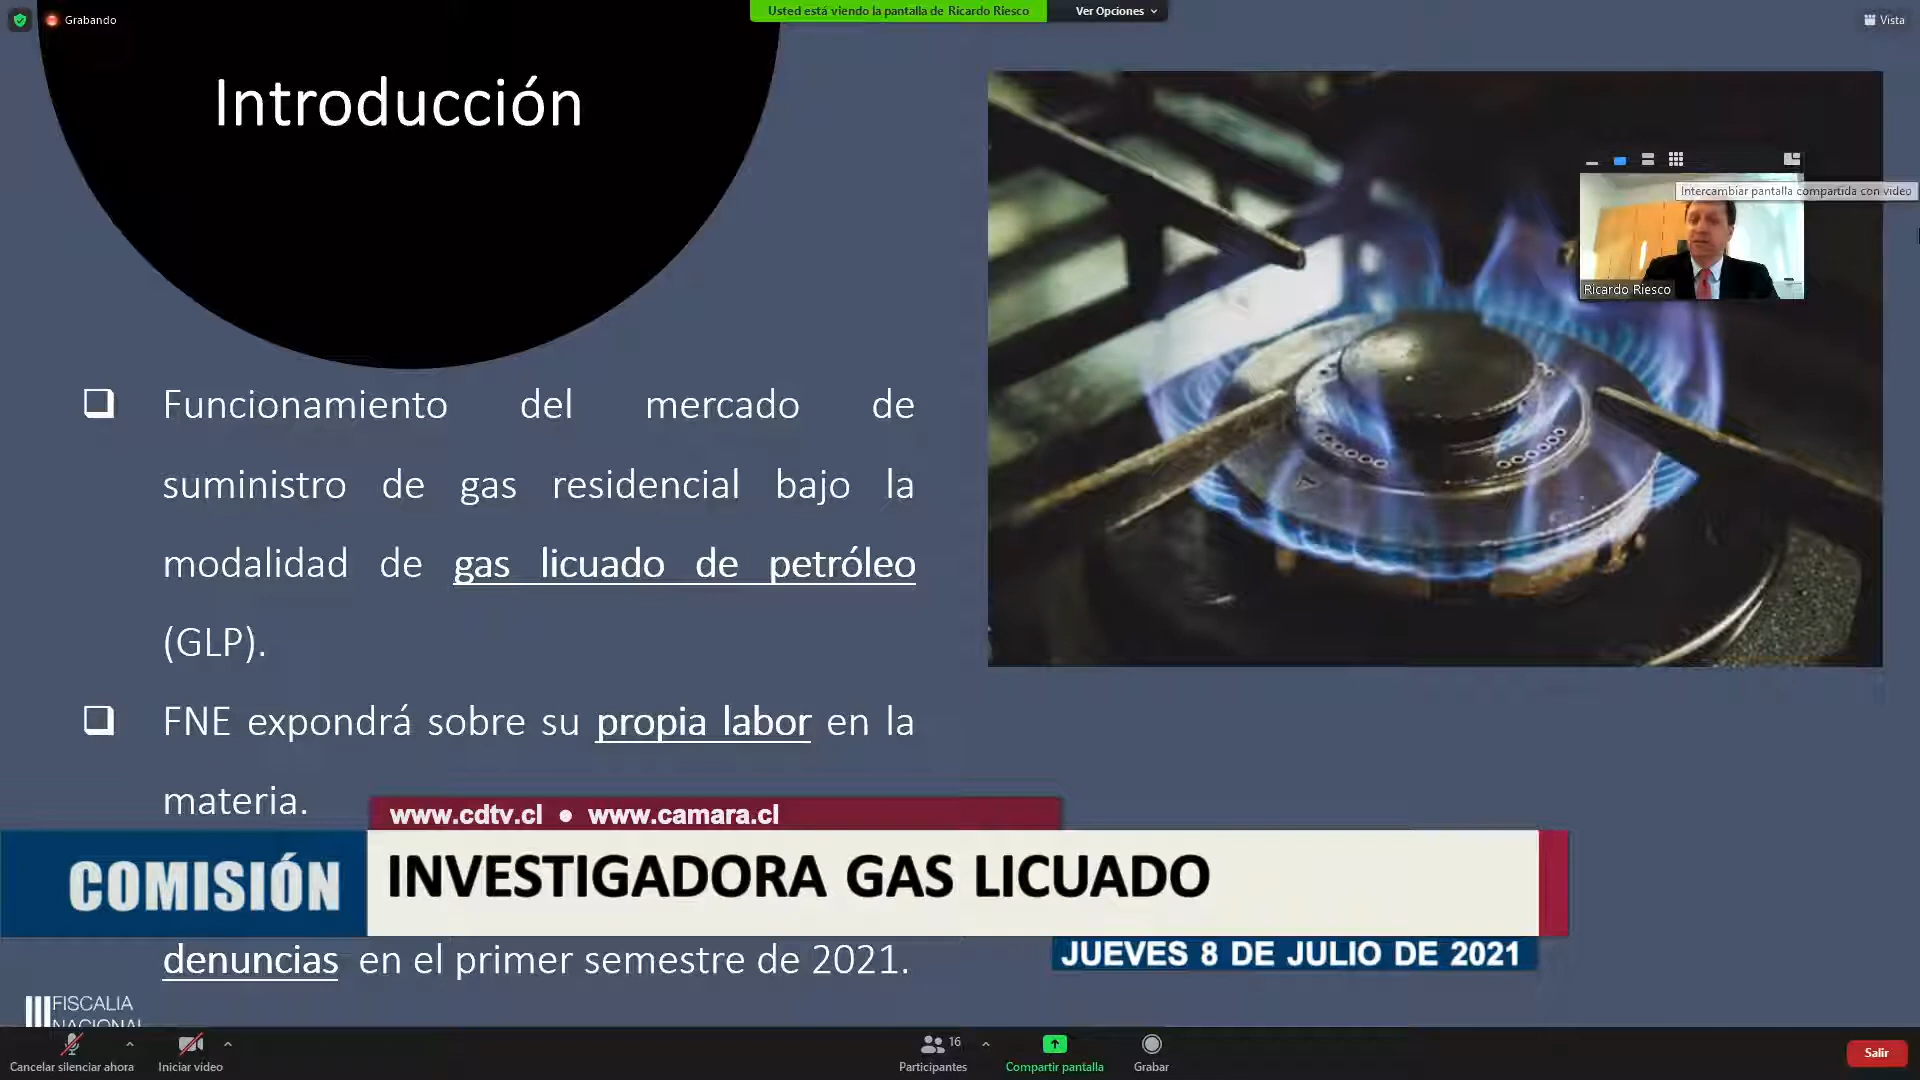 Grabando
Usted está viendo la pantalla de Ricardo Riesco
Ver Opciones
Vista
Introducción
Intercambiar pantalla compartida con video
Ricardo Riesco
Funcionamiento del mercado de
suministro de gas residencial bajo la
modalidad de gas licuado de petróleo
(GLP).
FNE expondrá sobre su propia labor en la
materia.
www.cdtv.cl • www.camara.cl
COMISIÓN
INVESTIGADORA GAS LICUADO
denuncias en el primer semestre de 2021.
JUEVES 8 DE JULIO DE 2021
FISCALIA
NACIONAL
Cancelar silenciar ahora
Iniciar video
16
Participantes
Compartir pantalla
Grabar
Salir